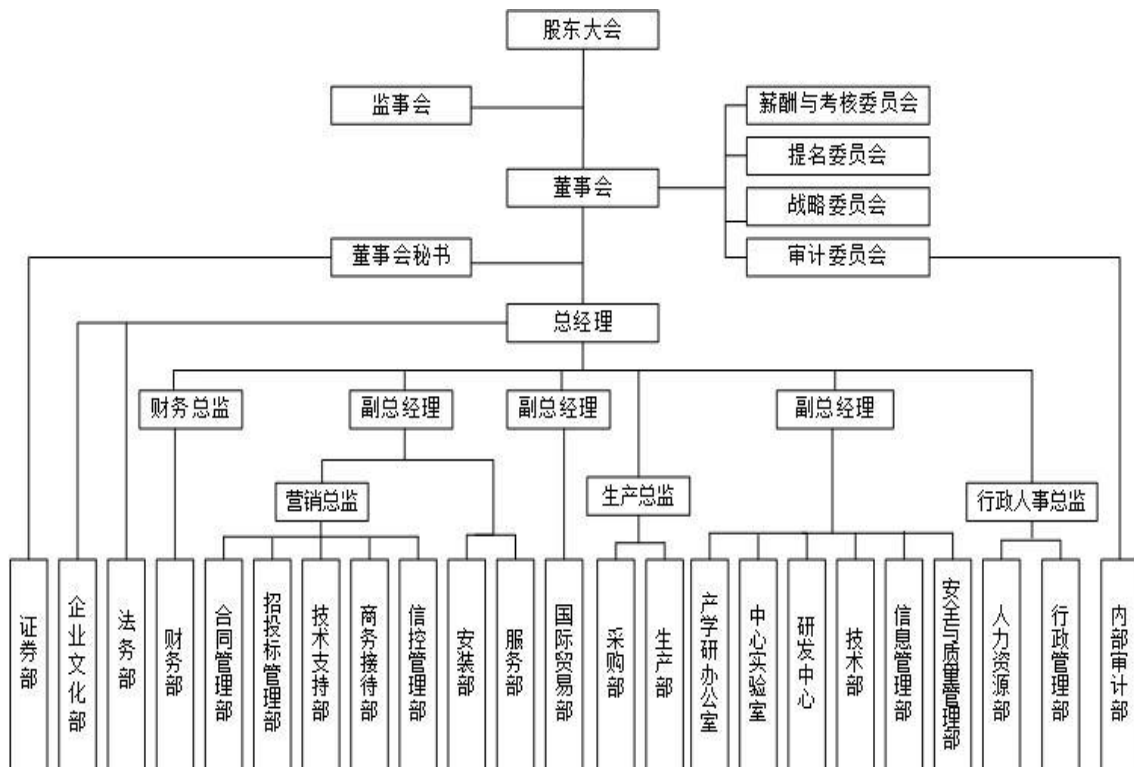 股东大会
监事会
薪酬与考核委员会
提名委员会
董事会
战略委员会
董事会秘书
审计委员会
总经理
财务总监
副总经理
副总经理
副总经理
营销总监
生产总监
行政人事总监
证券部
企业文化部
法务部
财务部
合同管理部
招投标管理部
技术支持部
商务接待部
信控管理部
安装部
服务部
国际贸易部
采购部
生产部
产学研办公室
中心实验室
研发中心
技术部
信息管理部
安全与质量管理部
人力资源部
行政管理部
内部审计部